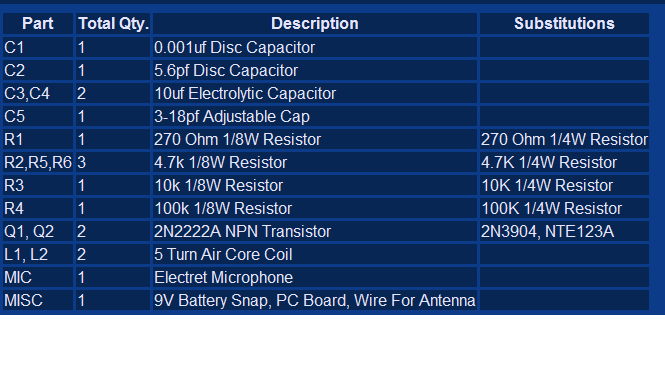 Part Total Qty. Description Substitutions
C1 1 0.001uf Disc Capacitor
C2 1 5.6pf Disc Capacitor
C3,C4 2 10uf Electrolytic Capacitor
C5 1 3-18pf Adjustable Cap
R1 1 270 Ohm 1/8W Resistor 270 Ohm 1/4W Resistor
R2,R5,R6 3 4.7k 1/8W Resistor 4.7K 1/4W Resistor
R3 1 10k 1/8W Resistor 10K 1/4W Resistor
R4 1 100k 1/8W Resistor 100K 1/4W Resistor
Q1, Q2 2 2N2222A NPN Transistor 2N3904, NTE123A
L1, L2 2 5 Turn Air Core Coil
MIC 1 Electret Microphone
MISC 1 9V Battery Snap, PC Board, Wire For Antenna